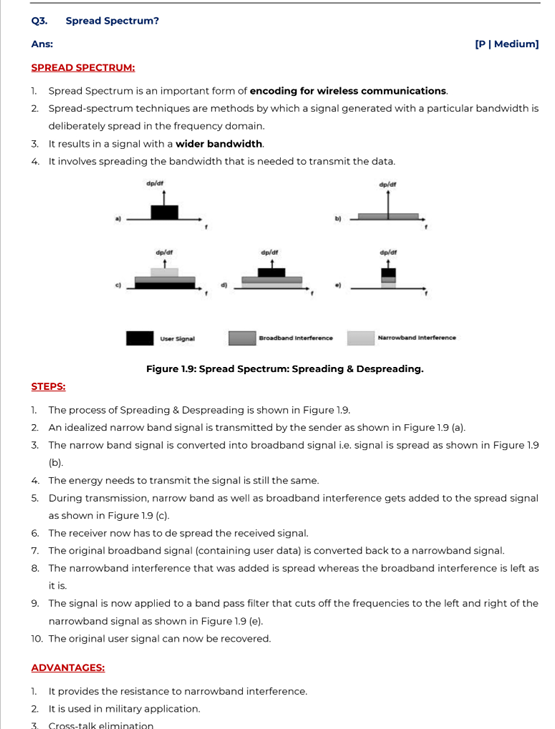 Q3. Spread Spectrum?
Ans: [P | Medium]
SPREAD SPECTRUM:
1. Spread Spectrum is an important form of encoding for wireless communications.
2. Spread-spectrum techniques are methods by which a signal generated with a particular bandwidth is
deliberately spread in the frequency domain.
3. It results in a signal with a wider bandwidth.
4. It involves spreading the bandwidth that is needed to transmit the data.
dp/df dp/df
a) f b) f
dp/df dp/df dp/df
c) f d) f e) f
User Signal Broadband Interference Narrowband Interference
Figure 1.9: Spread Spectrum: Spreading & Despreading.
STEPS:
1. The process of Spreading & Despreading is shown in Figure 1.9.
2. An idealized narrow band signal is transmitted by the sender as shown in Figure 1.9 (a).
3. The narrow band signal is converted into broadband signal i.e. signal is spread as shown in Figure 1.9
(b).
4. The energy needs to transmit the signal is still the same.
5. During transmission, narrow band as well as broadband interference gets added to the spread signal
as shown in Figure 1.9 (c).
6. The receiver now has to de spread the received signal.
7. The original broadband signal (containing user data) is converted back to a narrowband signal.
8. The narrowband interference that was added is spread whereas the broadband interference is left as
it is.
9. The signal is now applied to a band pass filter that cuts off the frequencies to the left and right of the
narrowband signal as shown in Figure 1.9 (e).
10. The original user signal can now be recovered.
ADVANTAGES:
1. It provides the resistance to narrowband interference.
2. It is used in military application.
3. Cross-talk elimination